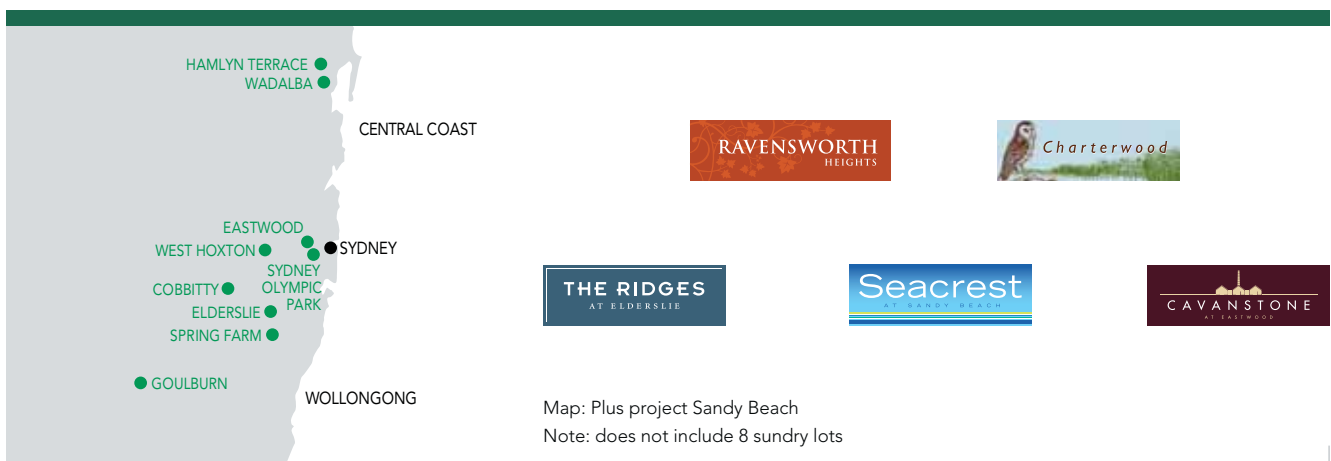 HAMLYN TERRACE
WADALBA
CENTRAL COAST
EASTWOOD
WEST HOXTON
SYDNEY
SYDNEY
OLYMPIC
PARK
COBBITTY
ELDERSLIE
SPRING FARM
GOULBURN
WOLLONGONG
RAVENSWORTH
HEIGHTS
Charterwood
THE RIDGES
AT ELDERSLIE
Seacrest
AT SANDY BEACH
CAVANSTONE
AT EASTWOOD
Map: Plus project Sandy Beach
Note: does not include 8 sundry lots